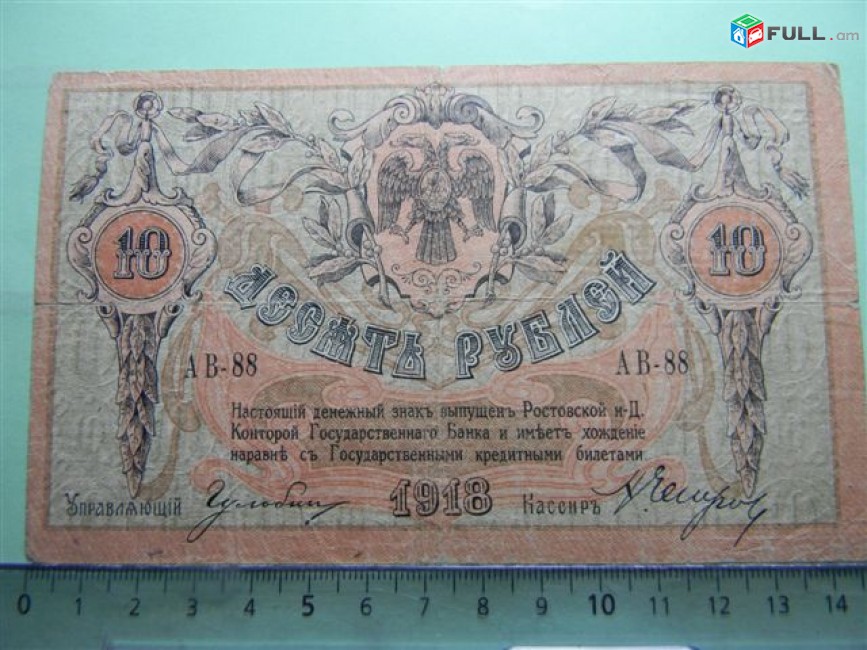 FULL.am
10
10
ДЕСѦТЬ РУБЛЕЙ
АВ-88
АВ-88
Настоящій денежный знакъ выпущенъ Ростовской н-Д.
Конторой Государственнаго Банка и имѣетъ хожденіе
наравнѣ съ Государственными кредитными билетами
Управляющій
1918
Кассиръ
0 1 2 3 4 5 6 7 8 9 10 11 12 13 14